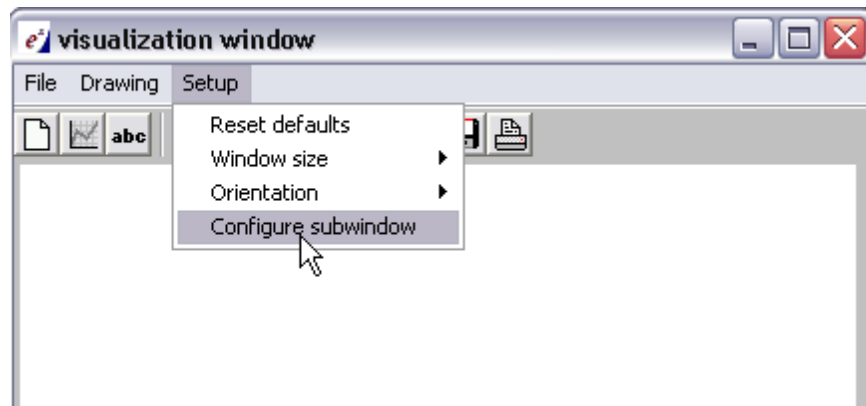 visualization window
File Drawing Setup
abc
Reset defaults
Window size
Orientation
Configure subwindow